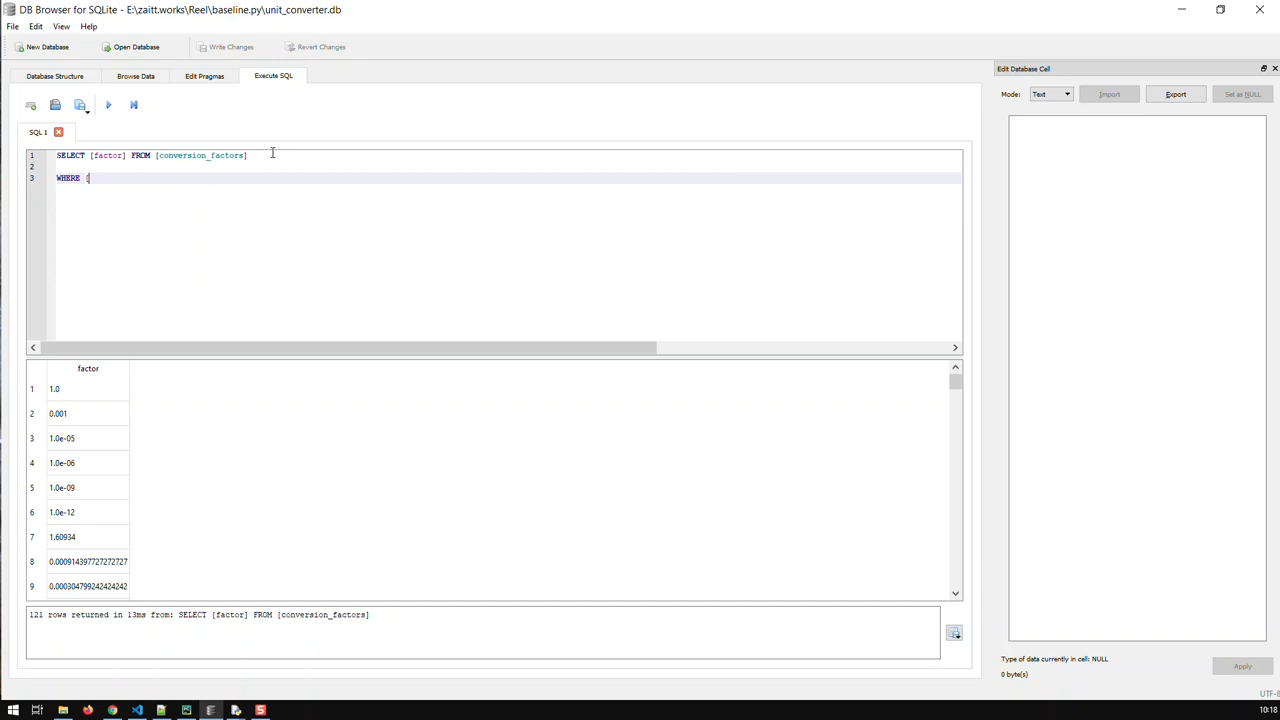 DB Browser for SQLite - E:\zaitt.works\Reel\baseline.py\unit_converter.db
File Edit View Help
New Database Open Database Write Changes Revert Changes
Database Structure Browse Data Edit Pragmas Execute SQL
SQL 1
1 SELECT [factor] FROM [conversion_factors]
2
3 WHERE [
factor
1 1.0
2 0.001
3 1.0e-05
4 1.0e-06
5 1.0e-09
6 1.0e-12
7 1.60934
8 0.000914397727272727
9 0.000304799242424242
121 rows returned in 13ms from: SELECT [factor] FROM [conversion_factors]
Edit Database Cell
Mode: Text Import Export Set as NULL
Type of data currently in cell: NULL
0 byte(s)
Apply
UTF-8
10:18